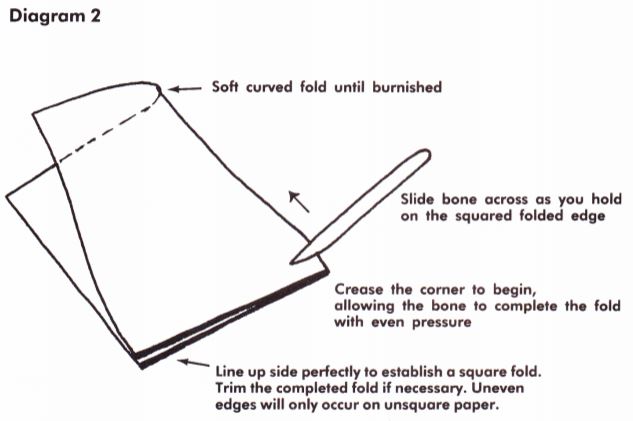 Diagram 2
Soft curved fold until burnished
Slide bone across as you hold
on the squared folded edge
Crease the corner to begin,
allowing the bone to complete the fold
with even pressure
Line up side perfectly to establish a square fold.
Trim the completed fold if necessary. Uneven
edges will only occur on unsquare paper.